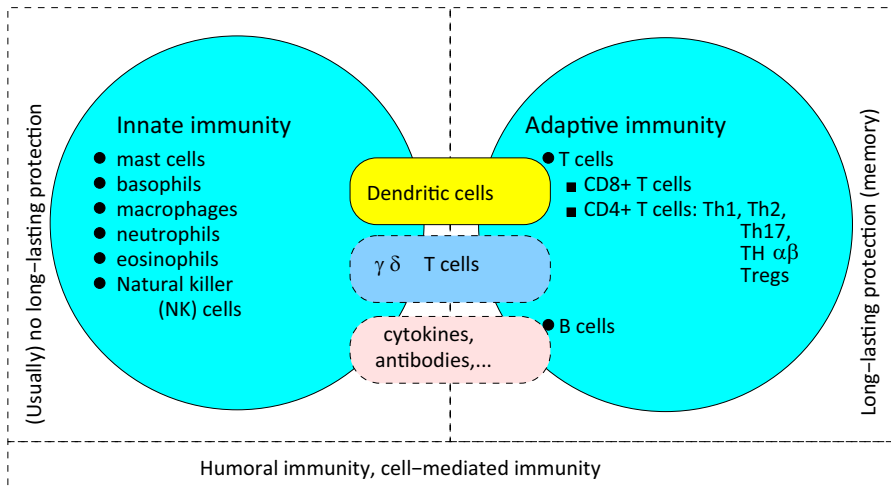 (Usually) no long−lasting protection
Innate immunity
mast cells
basophils
macrophages
neutrophils
eosinophils
Natural killer
(NK) cells
Dendritic cells
γ δ T cells
cytokines,
antibodies,...
Adaptive immunity
T cells
CD8+ T cells
CD4+ T cells: Th1, Th2,
Th17,
TH αβ
Tregs
B cells
Long−lasting protection (memory)
Humoral immunity, cell−mediated immunity